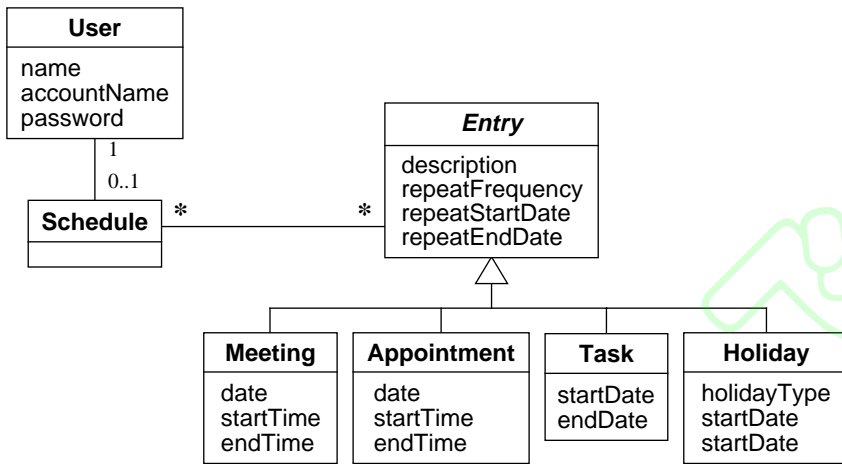 User
name
accountName
password
1
0..1
Schedule
*
*
Entry
description
repeatFrequency
repeatStartDate
repeatEndDate
Meeting
date
startTime
endTime
Appointment
date
startTime
endTime
Task
startDate
endDate
Holiday
holidayType
startDate
startDate